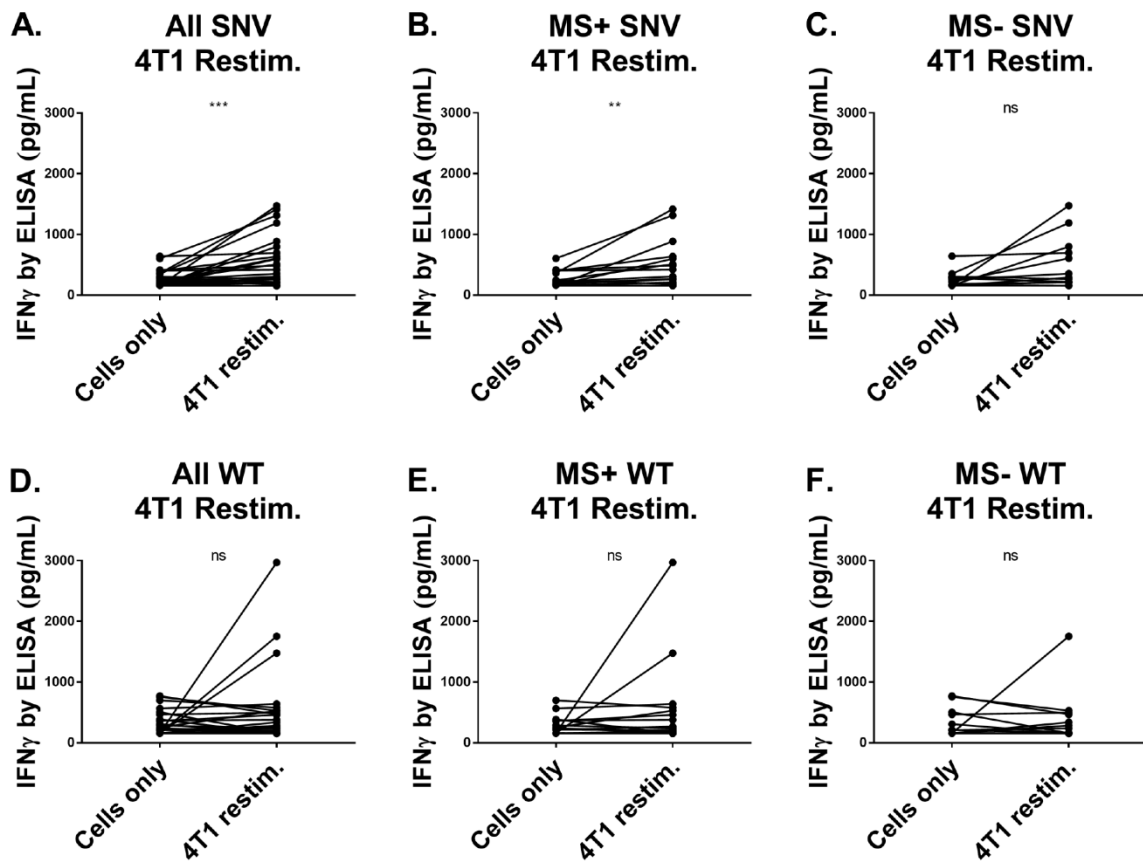 A.
All SNV
4T1 Restim.
***
IFNγ by ELISA (pg/mL)
3000
2000
1000
0
Cells only
4T1 restim.
B.
MS+ SNV
4T1 Restim.
**
IFNγ by ELISA (pg/mL)
3000
2000
1000
0
Cells only
4T1 restim.
C.
MS- SNV
4T1 Restim.
ns
IFNγ by ELISA (pg/mL)
3000
2000
1000
0
Cells only
4T1 restim.
D.
All WT
4T1 Restim.
ns
IFNγ by ELISA (pg/mL)
3000
2000
1000
0
Cells only
4T1 restim.
E.
MS+ WT
4T1 Restim.
ns
IFNγ by ELISA (pg/mL)
3000
2000
1000
0
Cells only
4T1 restim.
F.
MS- WT
4T1 Restim.
ns
IFNγ by ELISA (pg/mL)
3000
2000
1000
0
Cells only
4T1 restim.